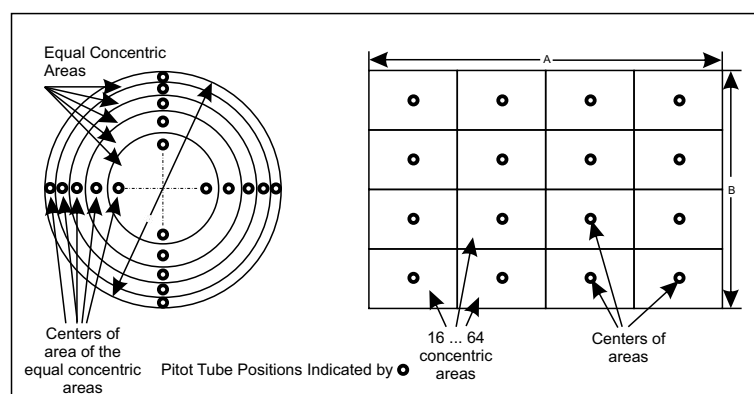 Equal Concentric
Areas
A
B
Centers of
area of the
equal concentric
areas
Pitot Tube Positions Indicated by
16 ... 64
concentric
areas
Centers of
areas